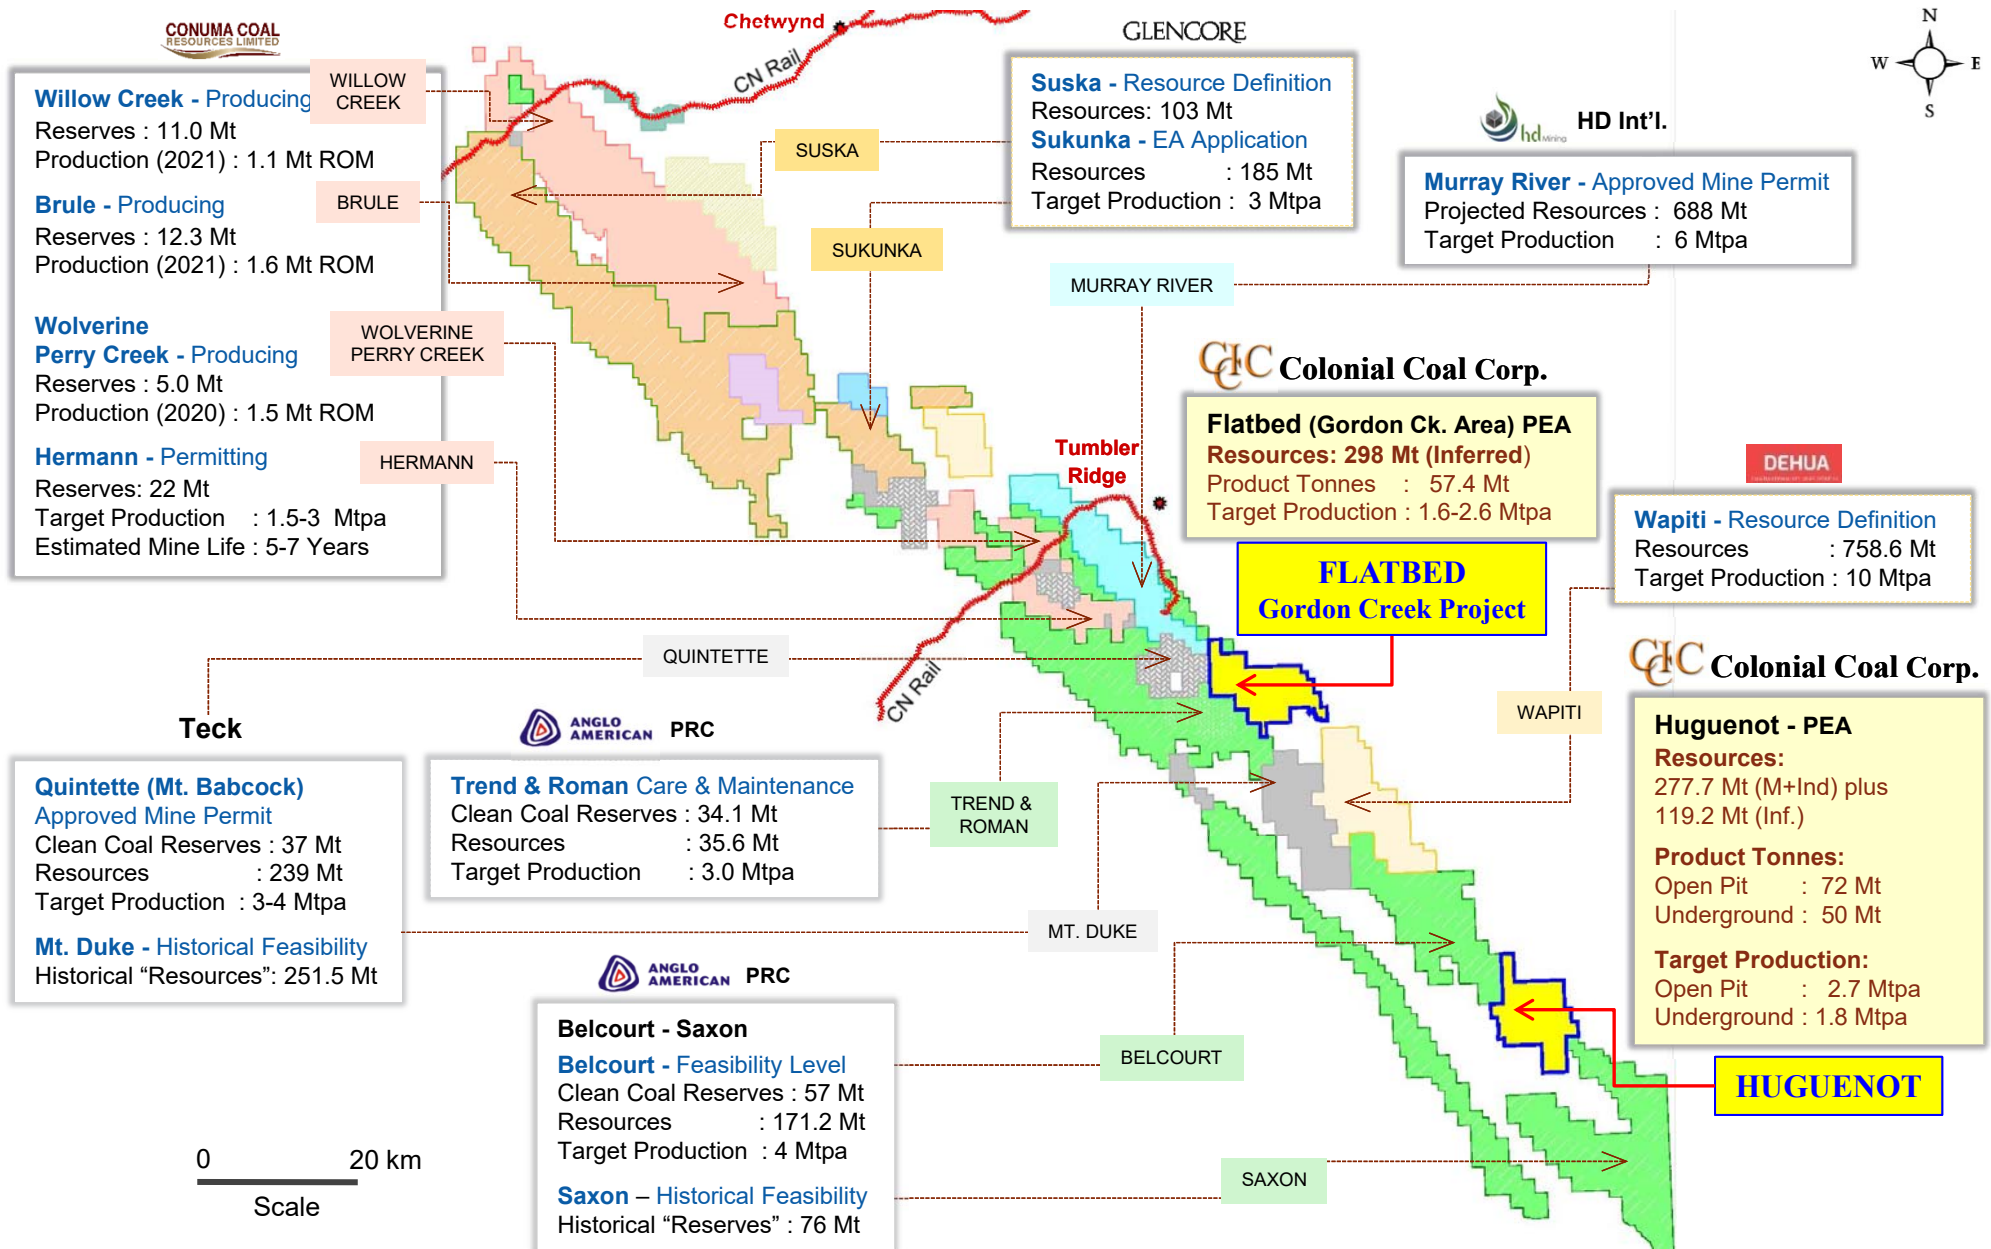 CONUMA COAL
RESOURCES LIMITED
Willow Creek - Producing
Reserves : 11.0 Mt
Production (2021) : 1.1 Mt ROM
Brule - Producing
Reserves : 12.3 Mt
Production (2021) : 1.6 Mt ROM
Wolverine
Perry Creek - Producing
Reserves : 5.0 Mt
Production (2020) : 1.5 Mt ROM
Hermann - Permitting
Reserves: 22 Mt
Target Production : 1.5-3 Mtpa
Estimated Mine Life : 5-7 Years
WILLOW
CREEK
BRULE
WOLVERINE
PERRY CREEK
HERMANN
Chetwynd
CN Rail
SUSKA
SUKUNKA
GLENCORE
Suska - Resource Definition
Resources: 103 Mt
Sukunka - EA Application
Resources : 185 Mt
Target Production : 3 Mtpa
N
W
E
S
hd Mining
HD Int'l.
Murray River - Approved Mine Permit
Projected Resources : 688 Mt
Target Production : 6 Mtpa
MURRAY RIVER
CCC Colonial Coal Corp.
Flatbed (Gordon Ck. Area) PEA
Resources: 298 Mt (Inferred)
Product Tonnes : 57.4 Mt
Target Production : 1.6-2.6 Mtpa
FLATBED
Gordon Creek Project
Tumbler
Ridge
DEHUA
Wapiti - Resource Definition
Resources : 758.6 Mt
Target Production : 10 Mtpa
WAPITI
CCC Colonial Coal Corp.
Huguenot - PEA
Resources:
277.7 Mt (M+Ind) plus
119.2 Mt (Inf.)
Product Tonnes:
Open Pit : 72 Mt
Underground : 50 Mt
Target Production:
Open Pit : 2.7 Mtpa
Underground : 1.8 Mtpa
HUGUENOT
QUINTETTE
CN Rail
Teck
Quintette (Mt. Babcock)
Approved Mine Permit
Clean Coal Reserves : 37 Mt
Resources : 239 Mt
Target Production : 3-4 Mtpa
Mt. Duke - Historical Feasibility
Historical “Resources”: 251.5 Mt
ANGLO
AMERICAN PRC
Trend & Roman Care & Maintenance
Clean Coal Reserves : 34.1 Mt
Resources : 35.6 Mt
Target Production : 3.0 Mtpa
TREND &
ROMAN
MT. DUKE
ANGLO
AMERICAN PRC
Belcourt - Saxon
Belcourt - Feasibility Level
Clean Coal Reserves : 57 Mt
Resources : 171.2 Mt
Target Production : 4 Mtpa
Saxon – Historical Feasibility
Historical “Reserves” : 76 Mt
BELCOURT
SAXON
0 20 km
Scale